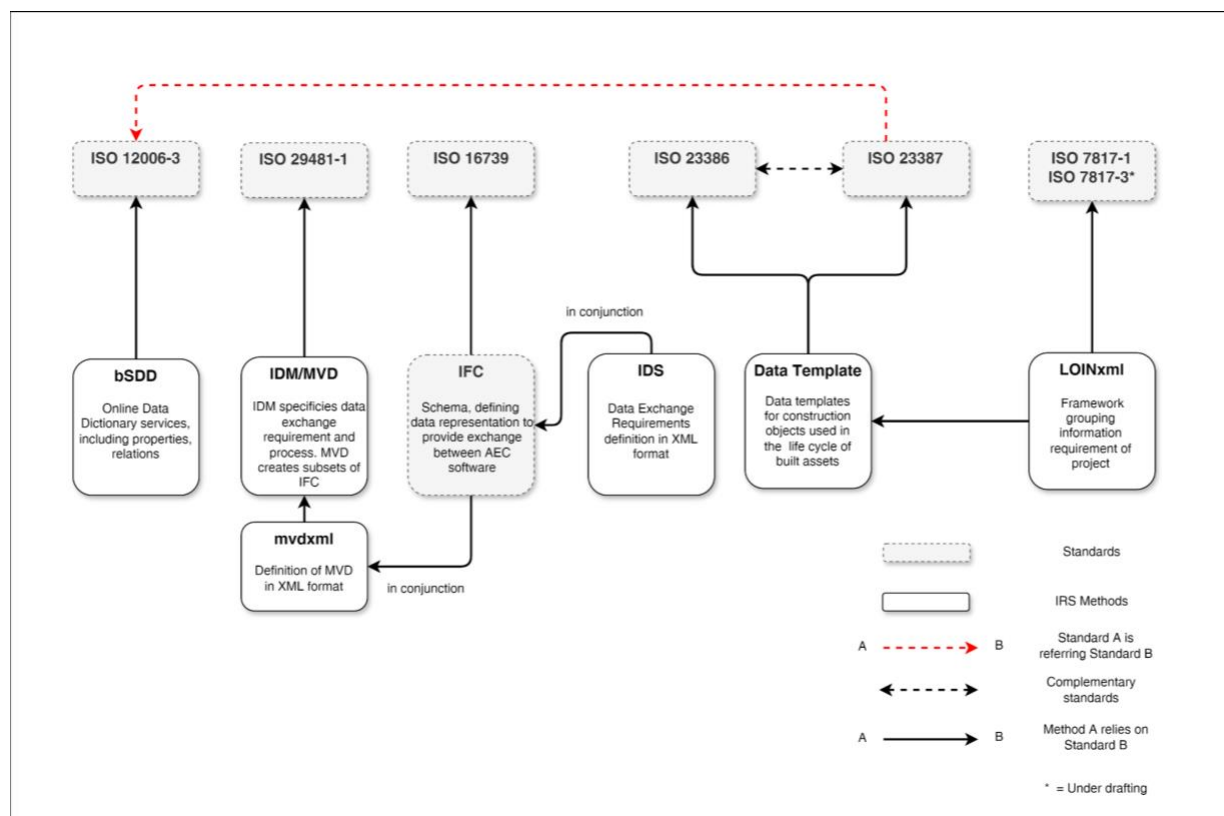 ISO 12006-3
ISO 29481-1
ISO 16739
ISO 23386
ISO 23387
ISO 7817-1
ISO 7817-3*
in conjunction
bSDD
Online Data
Dictionary services,
including properties,
relations
IDM/MVD
IDM specificies data
exchange
requirement and
process. MVD
creates subsets of
IFC
IFC
Schema, defining
data representation to
provide exchange
between AEC
software
IDS
Data Exchange
Requirements
definition in XML
format
Data Template
Data templates
for construction
objects used in
the life cycle of
built assets
LOINxml
Framework
grouping
information
requirement of
project
mvdxml
Definition of MVD
in XML format
in conjunction
Standards
IRS Methods
A
B
Standard A is
referring Standard B
Complementary
standards
A
B
Method A relies on
Standard B
* = Under drafting